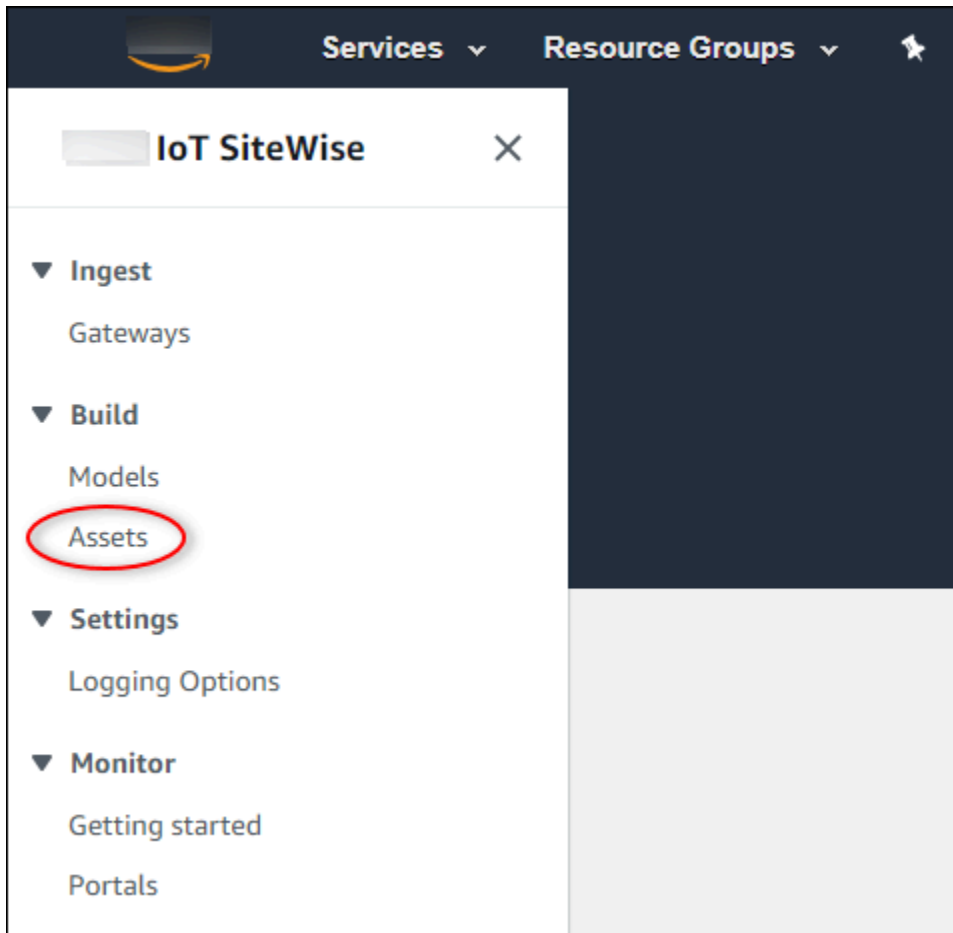 Services Resource Groups
IoT SiteWise
Ingest
Gateways
Build
Models
Assets
Settings
Logging Options
Monitor
Getting started
Portals